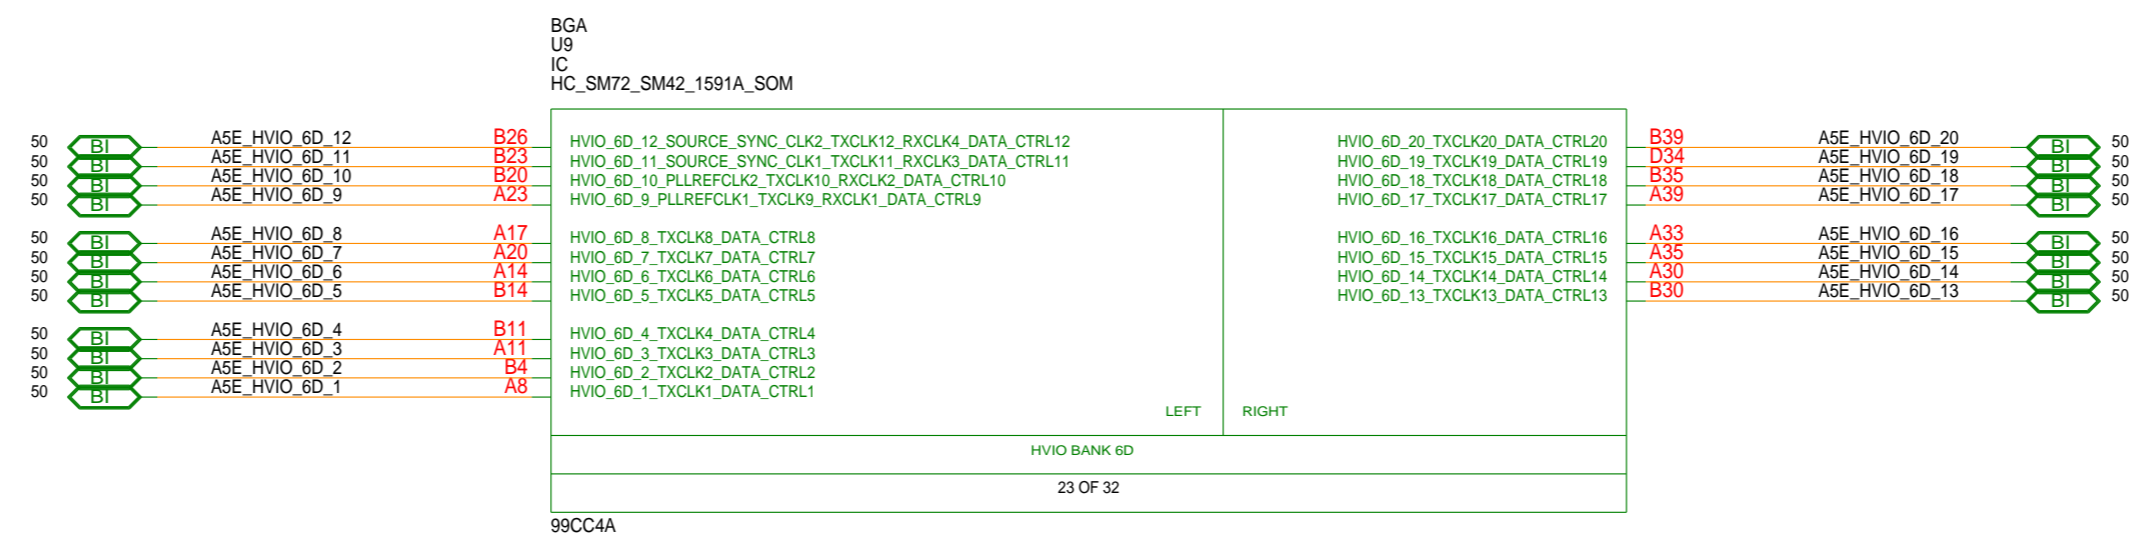 BGA
U9
IC
HC_SM72_SM42_1591A_SOM
50 BI A5E_HVIO_6D_12 B26 HVIO_6D_12_SOURCE_SYNC_CLK2_TXCLK12_RXCLK4_DATA_CTRL12 HVIO_6D_20_TXCLK20_DATA_CTRL20 B39 A5E_HVIO_6D_20 BI 50
50 BI A5E_HVIO_6D_11 B23 HVIO_6D_11_SOURCE_SYNC_CLK1_TXCLK11_RXCLK3_DATA_CTRL11 HVIO_6D_19_TXCLK19_DATA_CTRL19 D34 A5E_HVIO_6D_19 BI 50
50 BI A5E_HVIO_6D_10 B20 HVIO_6D_10_PLLREFCLK2_TXCLK10_RXCLK2_DATA_CTRL10 HVIO_6D_18_TXCLK18_DATA_CTRL18 B35 A5E_HVIO_6D_18 BI 50
50 BI A5E_HVIO_6D_9 A23 HVIO_6D_9_PLLREFCLK1_TXCLK9_RXCLK1_DATA_CTRL9 HVIO_6D_17_TXCLK17_DATA_CTRL17 A39 A5E_HVIO_6D_17 BI 50
50 BI A5E_HVIO_6D_8 A17 HVIO_6D_8_TXCLK8_DATA_CTRL8 HVIO_6D_16_TXCLK16_DATA_CTRL16 A33 A5E_HVIO_6D_16 BI 50
50 BI A5E_HVIO_6D_7 A20 HVIO_6D_7_TXCLK7_DATA_CTRL7 HVIO_6D_15_TXCLK15_DATA_CTRL15 A35 A5E_HVIO_6D_15 BI 50
50 BI A5E_HVIO_6D_6 A14 HVIO_6D_6_TXCLK6_DATA_CTRL6 HVIO_6D_14_TXCLK14_DATA_CTRL14 A30 A5E_HVIO_6D_14 BI 50
50 BI A5E_HVIO_6D_5 B14 HVIO_6D_5_TXCLK5_DATA_CTRL5 HVIO_6D_13_TXCLK13_DATA_CTRL13 B30 A5E_HVIO_6D_13 BI 50
50 BI A5E_HVIO_6D_4 B11 HVIO_6D_4_TXCLK4_DATA_CTRL4
50 BI A5E_HVIO_6D_3 A11 HVIO_6D_3_TXCLK3_DATA_CTRL3
50 BI A5E_HVIO_6D_2 B4 HVIO_6D_2_TXCLK2_DATA_CTRL2
50 BI A5E_HVIO_6D_1 A8 HVIO_6D_1_TXCLK1_DATA_CTRL1
LEFT RIGHT
HVIO BANK 6D
23 OF 32
99CC4A